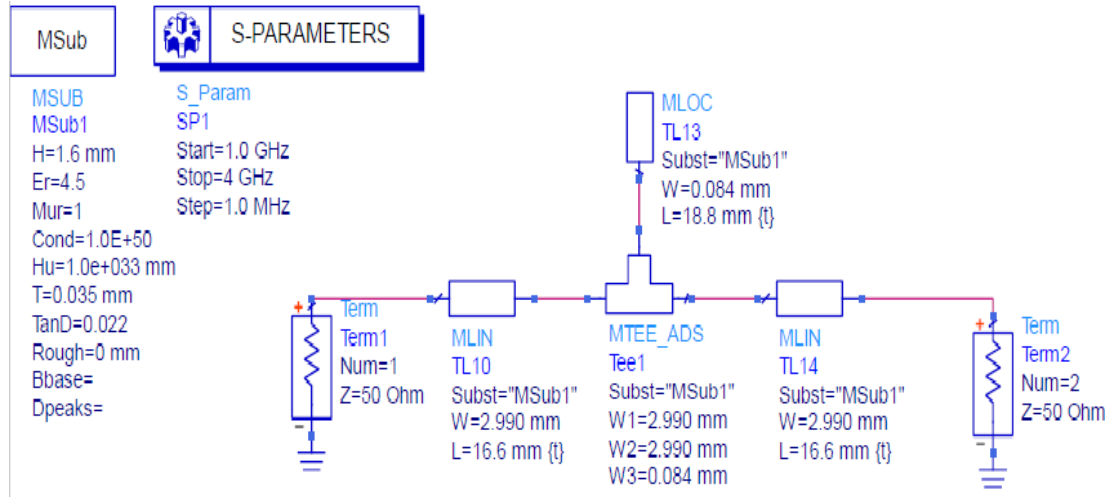 MSub
S-PARAMETERS
MSUB
MSub1
H=1.6 mm
Er=4.5
Mur=1
Cond=1.0E+50
Hu=1.0e+033 mm
T=0.035 mm
TanD=0.022
Rough=0 mm
Bbase=
Dpeaks=
S_Param
SP1
Start=1.0 GHz
Stop=4 GHz
Step=1.0 MHz
MLOC
TL13
Subst="MSub1"
W=0.084 mm
L=18.8 mm {t}
+
Term
Term1
Num=1
Z=50 Ohm
-
MLIN
TL10
Subst="MSub1"
W=2.990 mm
L=16.6 mm {t}
MTEE_ADS
Tee1
Subst="MSub1"
W1=2.990 mm
W2=2.990 mm
W3=0.084 mm
MLIN
TL14
Subst="MSub1"
W=2.990 mm
L=16.6 mm {t}
+
Term
Term2
Num=2
Z=50 Ohm
-